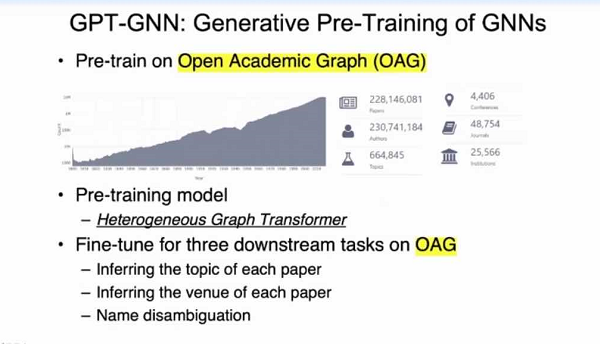 GPT-GNN: Generative Pre-Training of GNNs
• Pre-train on Open Academic Graph (OAG)
228,146,081
Papers
4,406
Conferences
230,741,184
Authors
48,754
Journals
664,845
Topics
25,566
Institutions
Year
• Pre-training model
– Heterogeneous Graph Transformer
• Fine-tune for three downstream tasks on OAG
– Inferring the topic of each paper
– Inferring the venue of each paper
– Name disambiguation